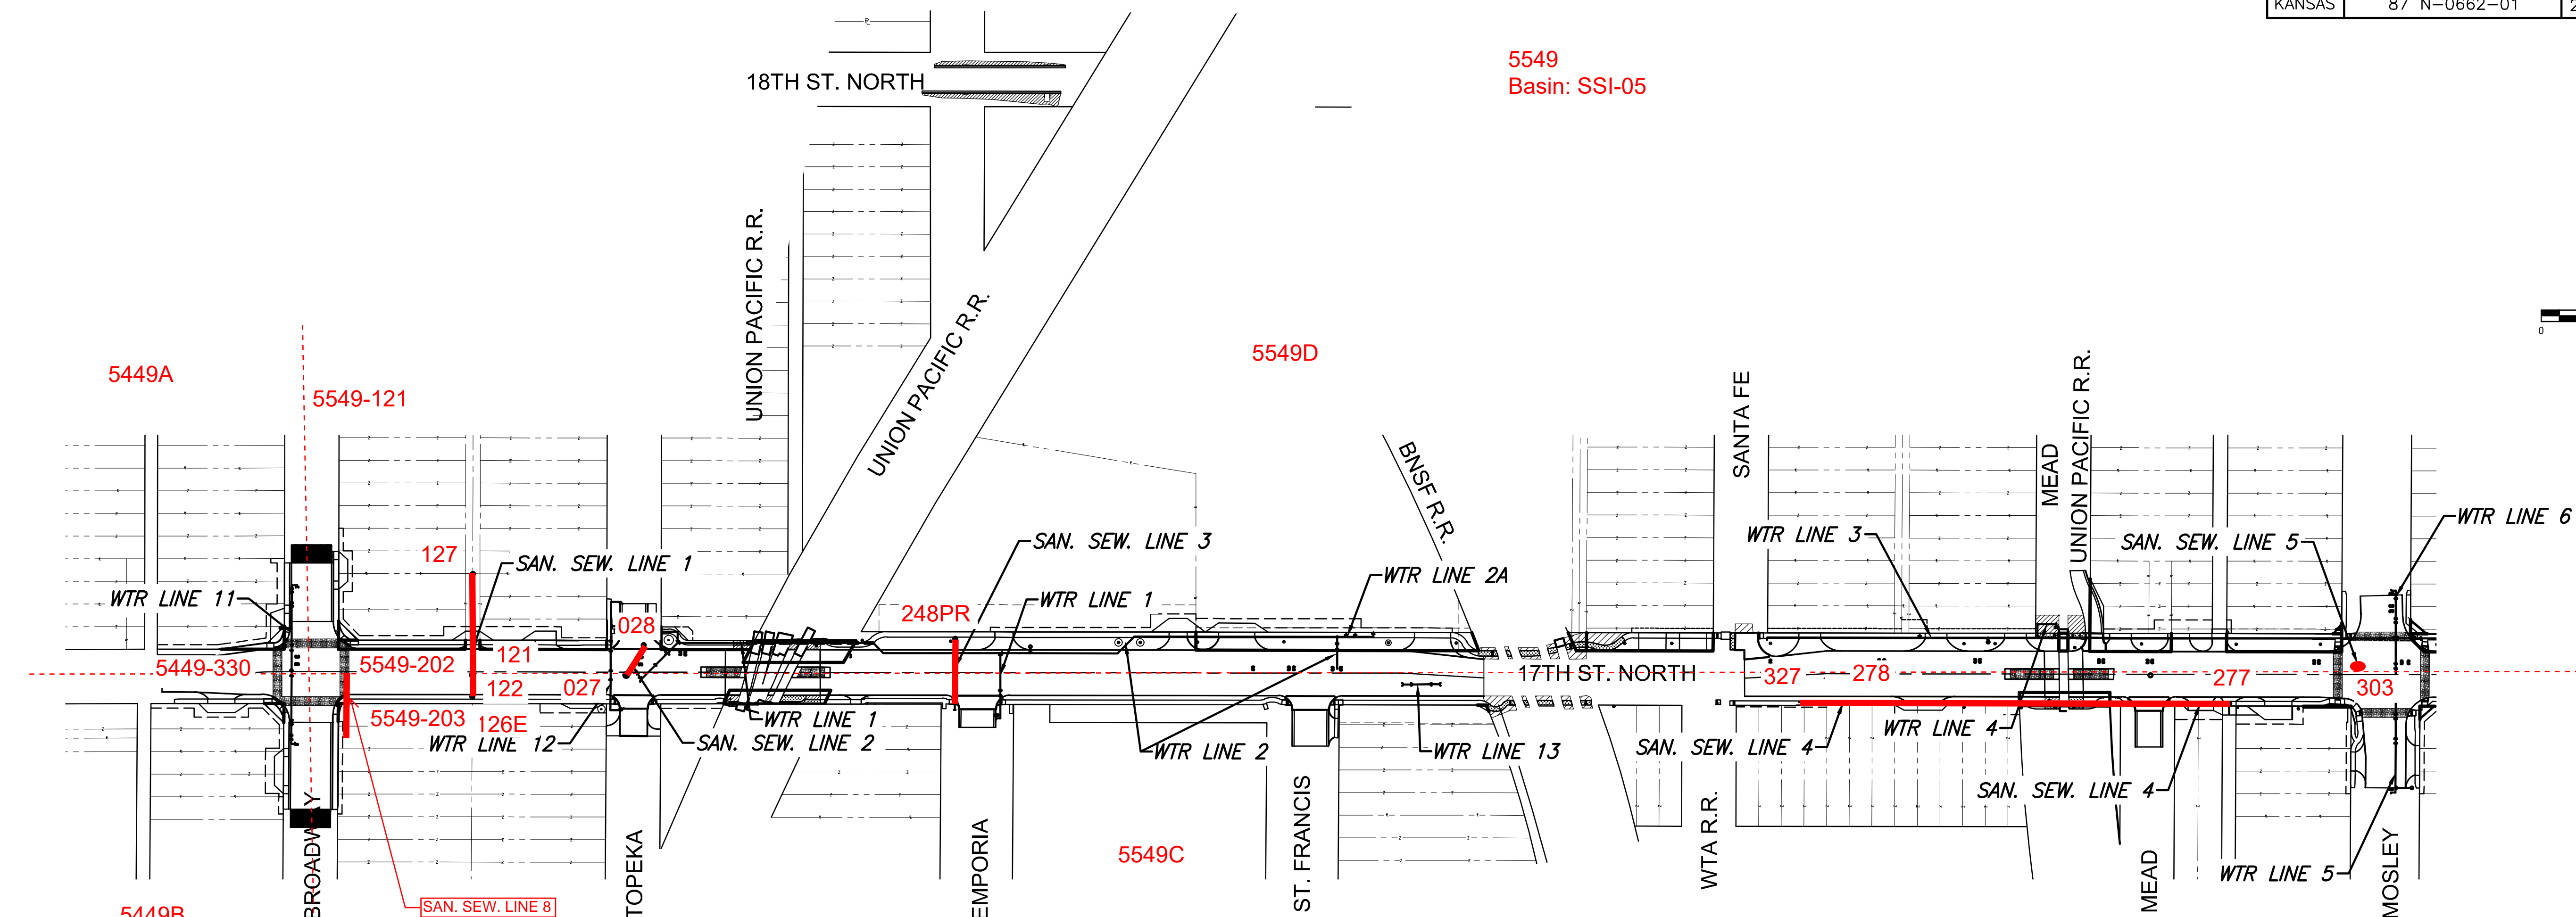 KANSAS 87 N-0662-01
18TH ST. NORTH
5549
Basin: SSI-05
UNION PACIFIC R.R.
UNION PACIFIC R.R.
0
5549D
5449A
5549-121
SANTA FE
MEAD
UNION PACIFIC R.R.
BNSF R.R.
WTR LINE 6
WTR LINE 3
SAN. SEW. LINE 5
SAN. SEW. LINE 3
127
SAN. SEW. LINE 1
WTR LINE 2A
WTR LINE 11
WTR LINE 1
248PR
028
121
5449-330
5549-202
17TH ST. NORTH
327
278
277
122
027
303
5549-203
126E
WTR LINE 1
WTR LINE 12
SAN. SEW. LINE 2
WTR LINE 2
WTR LINE 13
SAN. SEW. LINE 4
WTR LINE 4
SAN. SEW. LINE 4
BROADWAY
TOPEKA
EMPORIA
5549C
ST. FRANCIS
WTA R.R.
MEAD
MOSLEY
WTR LINE 5
SAN. SEW. LINE 8
5449B